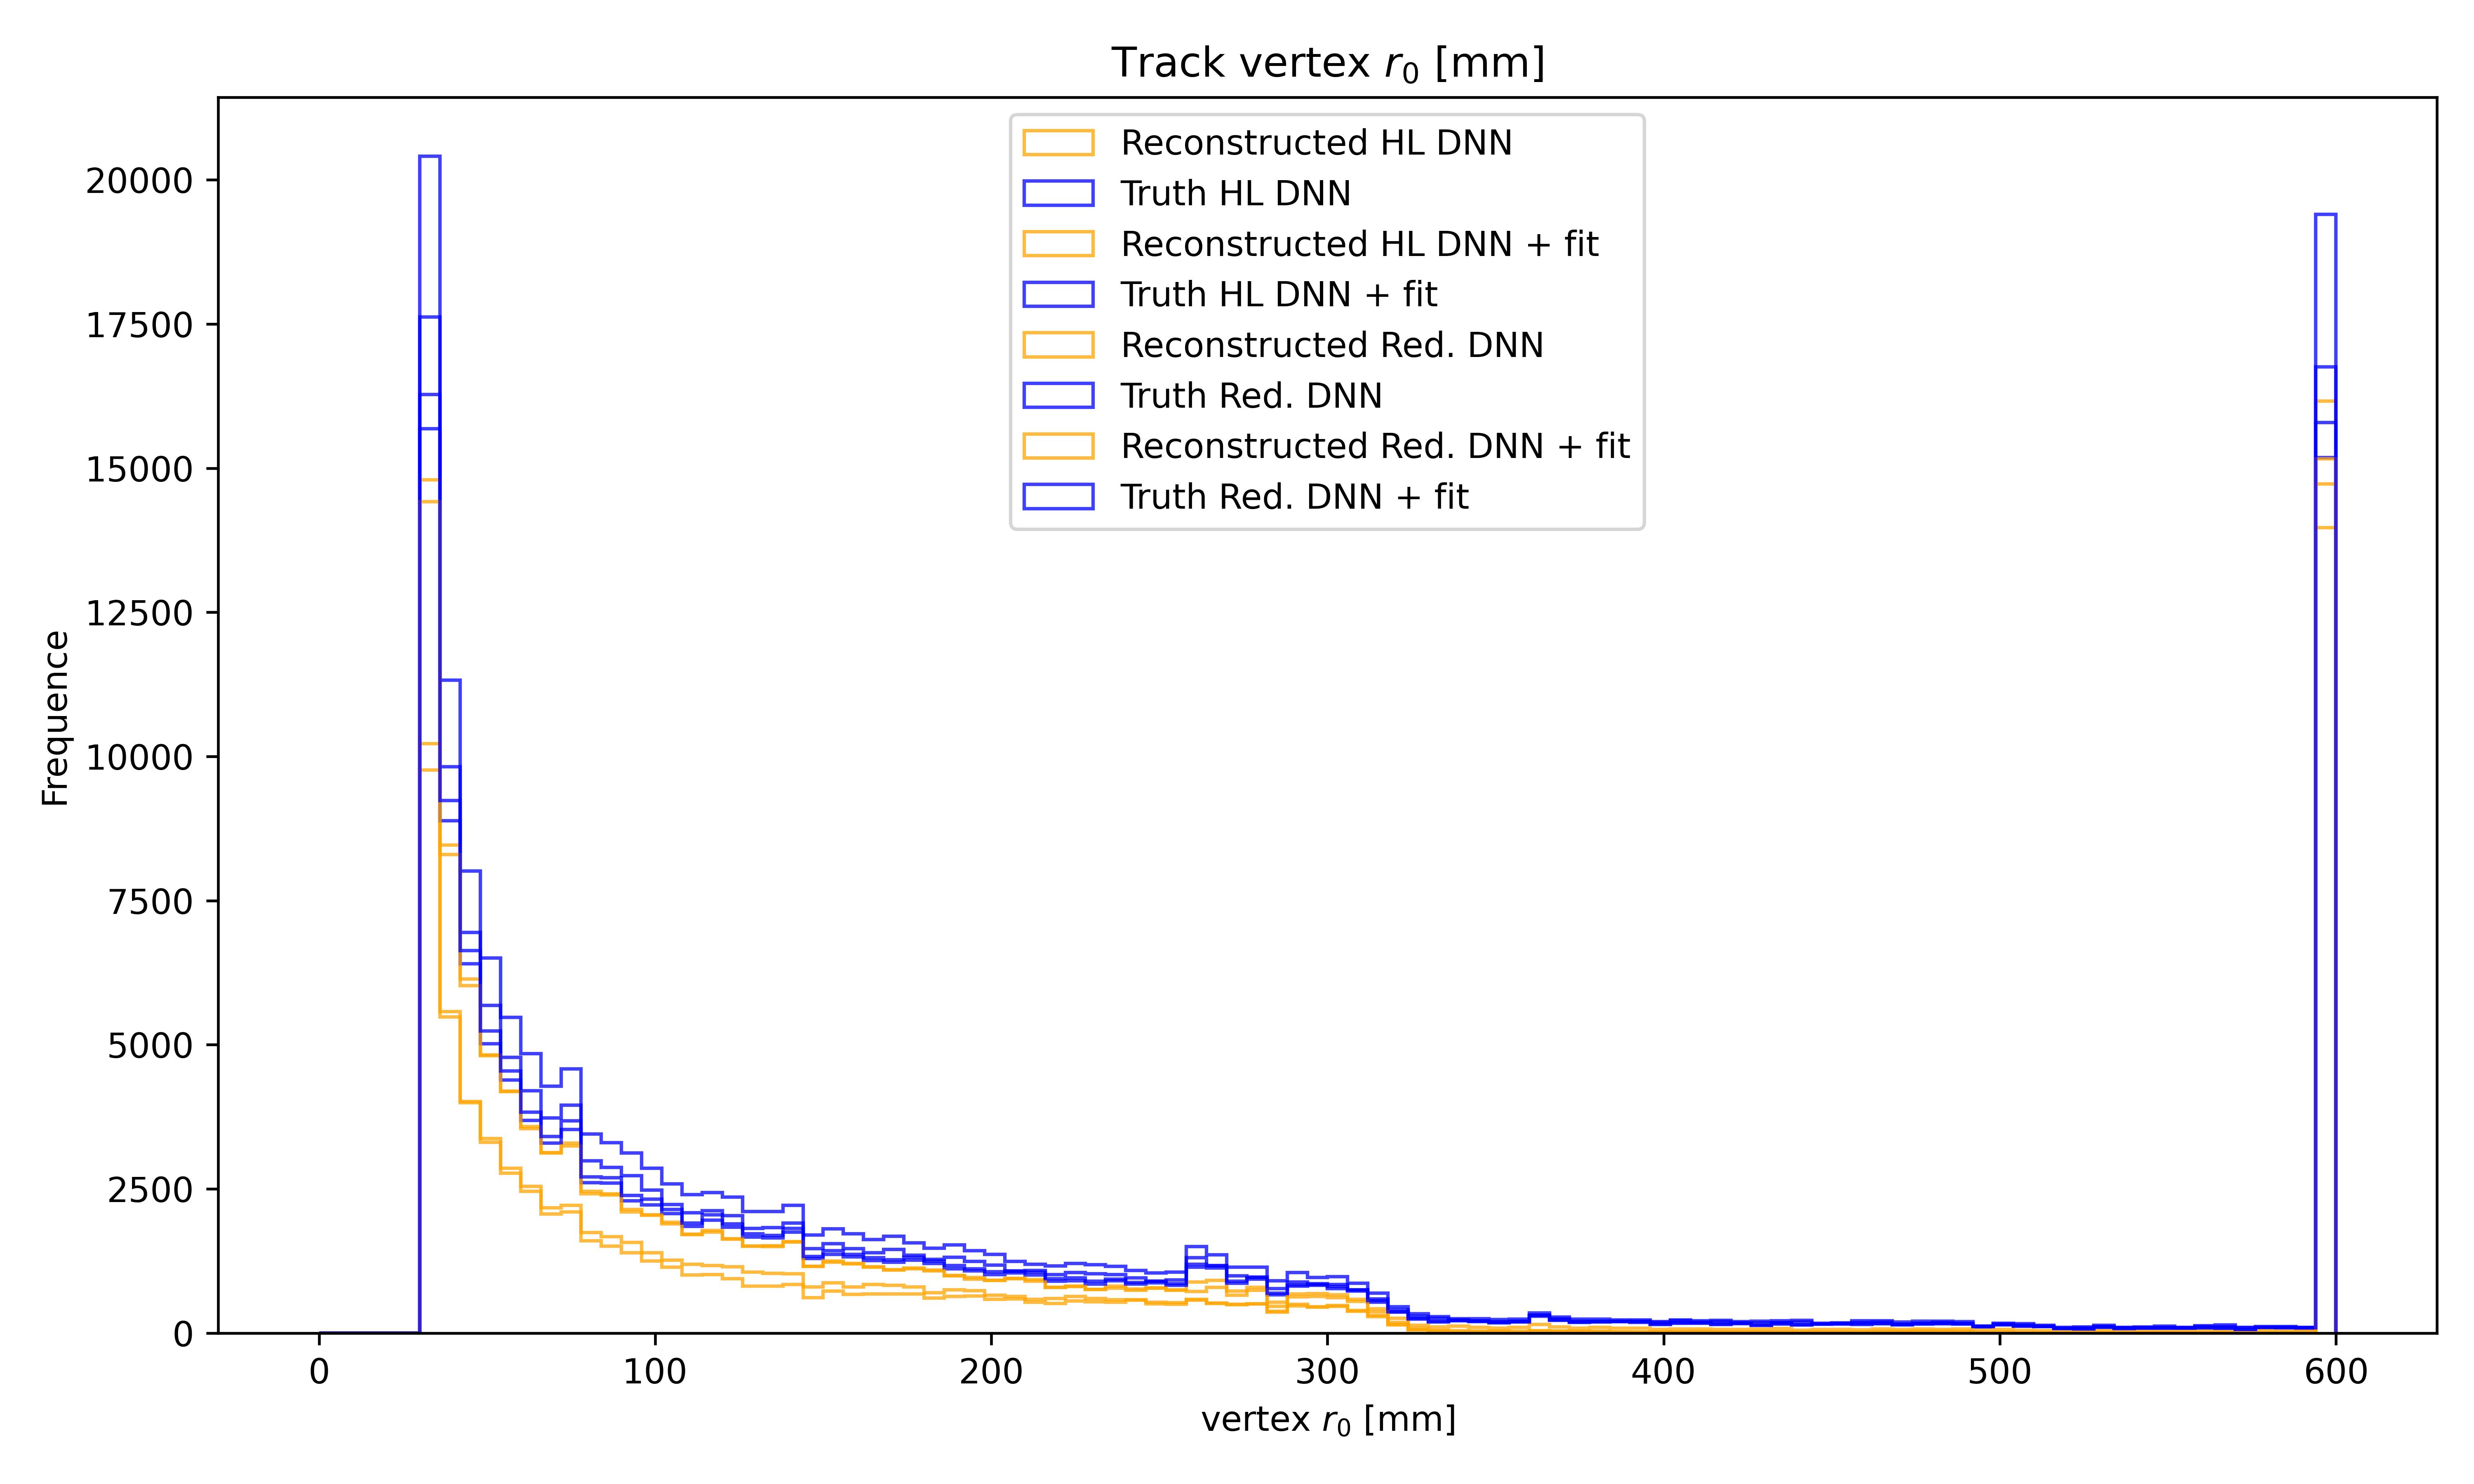 Track vertex r₀ [mm]
Reconstructed HL DNN
Truth HL DNN
Reconstructed HL DNN + fit
Truth HL DNN + fit
Reconstructed Red. DNN
Truth Red. DNN
Reconstructed Red. DNN + fit
Truth Red. DNN + fit
Frequence
20000
17500
15000
12500
10000
7500
5000
2500
0
0 100 200 300 400 500 600
vertex r₀ [mm]